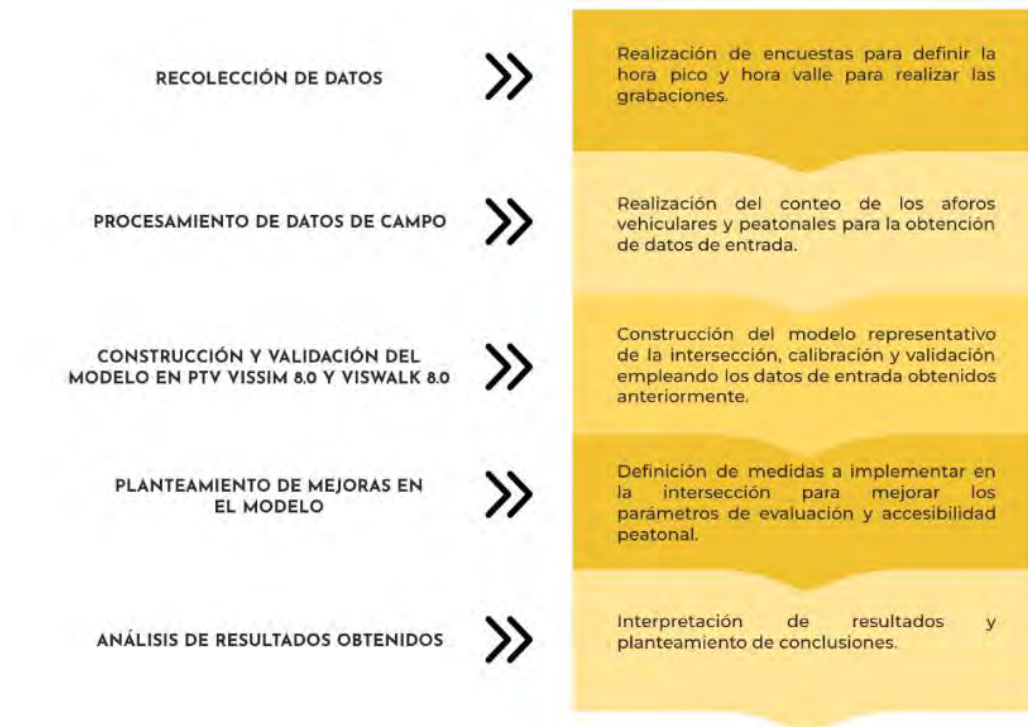 RECOLECCIÓN DE DATOS
Realización de encuestas para definir la
hora pico y hora valle para realizar las
grabaciones.
PROCESAMIENTO DE DATOS DE CAMPO
Realización del conteo de los aforos
vehiculares y peatonales para la obtención
de datos de entrada.
CONSTRUCCIÓN Y VALIDACIÓN DEL
MODELO EN PTV VISSIM 8.0 Y VISWALK 8.0
Construcción del modelo representativo
de la intersección, calibración y validación
empleando los datos de entrada obtenidos
anteriormente.
PLANTEAMIENTO DE MEJORAS EN
EL MODELO
Definición de medidas a implementar en
la intersección para mejorar los
parámetros de evaluación y accesibilidad
peatonal.
ANÁLISIS DE RESULTADOS OBTENIDOS
Interpretación de resultados y
planteamiento de conclusiones.